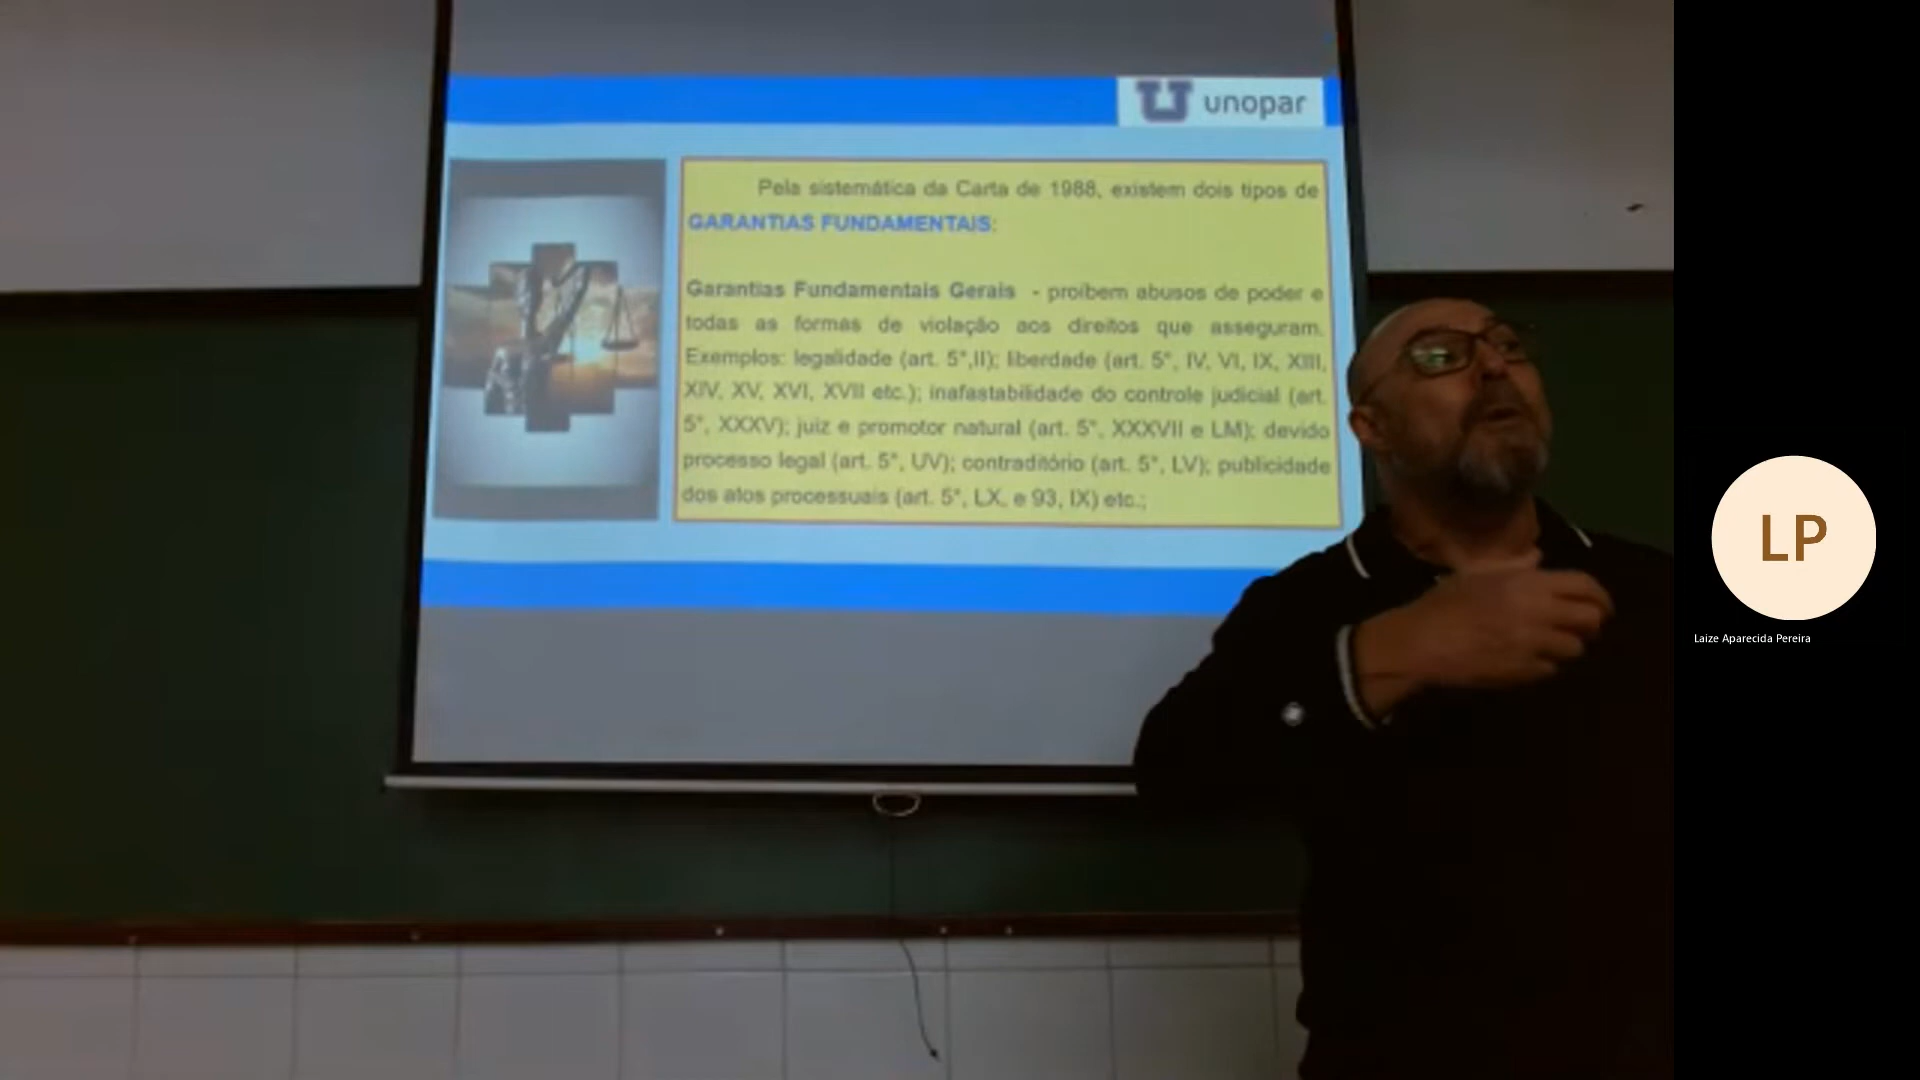 unopar
Pela sistemática da Carta de 1988, existem dois tipos de
GARANTIAS FUNDAMENTAIS:
Garantias Fundamentais Gerais - proíbem abusos de poder e
todas as formas de violação aos direitos que asseguram.
Exemplos: legalidade (art. 5°,II); liberdade (art. 5°, IV, VI, IX, XIII,
XIV, XV, XVI, XVII etc.); inafastabilidade do controle judicial (art.
5°, XXXV); juiz e promotor natural (art. 5°, XXXVII e LM); devido
processo legal (art. 5°, UV); contraditório (art. 5°, LV); publicidade
dos atos processuais (art. 5°, LX, e 93, IX) etc.;
LP
Laize Aparecida Pereira